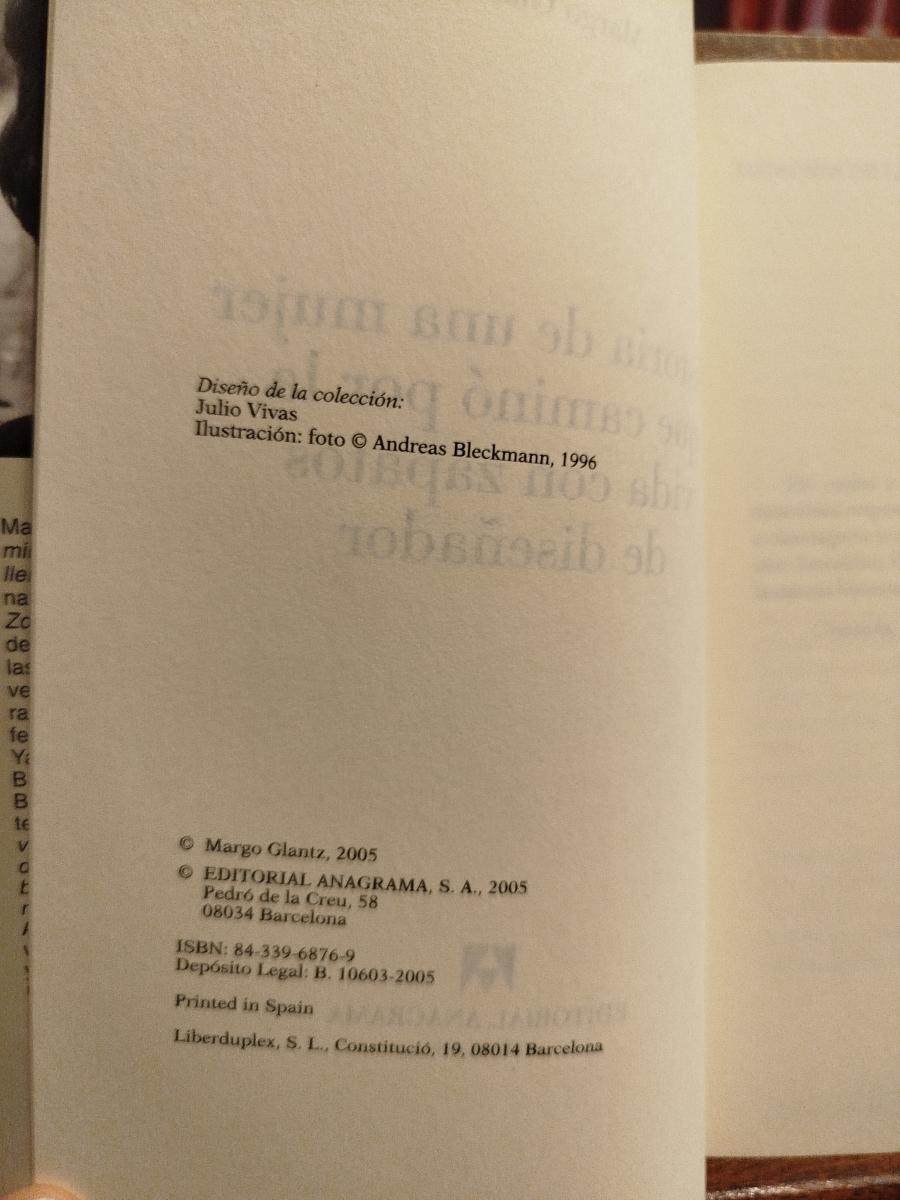 Diseño de la colección:
Julio Vivas
Ilustración: foto © Andreas Bleckmann, 1996
© Margo Glantz, 2005
© EDITORIAL ANAGRAMA, S. A., 2005
Pedró de la Creu, 58
08034 Barcelona
ISBN: 84-339-6876-9
Depósito Legal: B. 10603-2005
Printed in Spain
Liberduplex, S. L., Constitució, 19, 08014 Barcelona